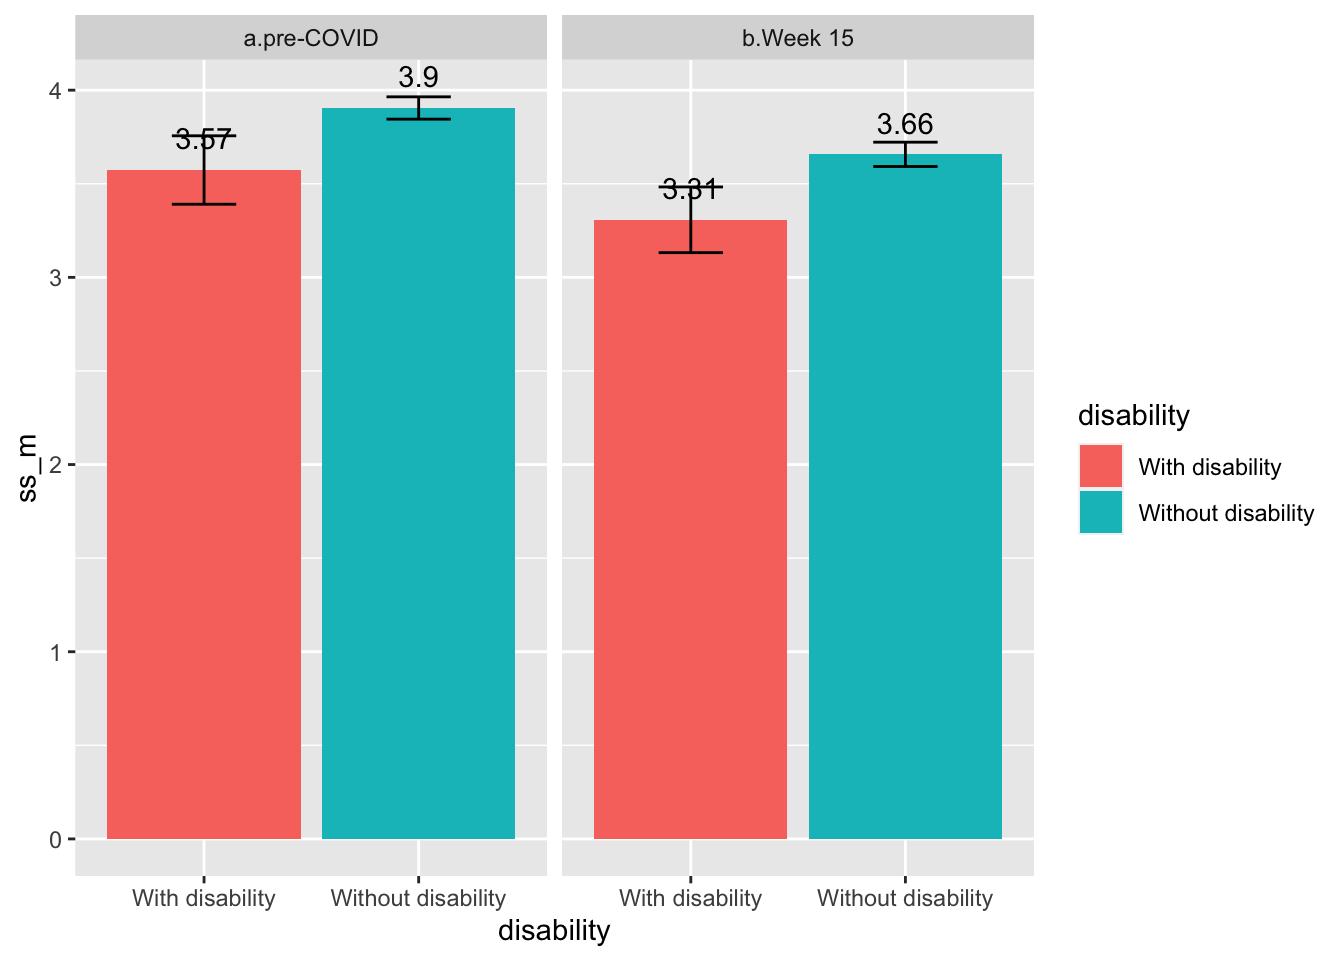 a.pre-COVID
b.Week 15
3.57
3.9
3.31
3.66
4
3
2
1
0
ss_m
With disability
Without disability
With disability
Without disability
disability
disability
With disability
Without disability